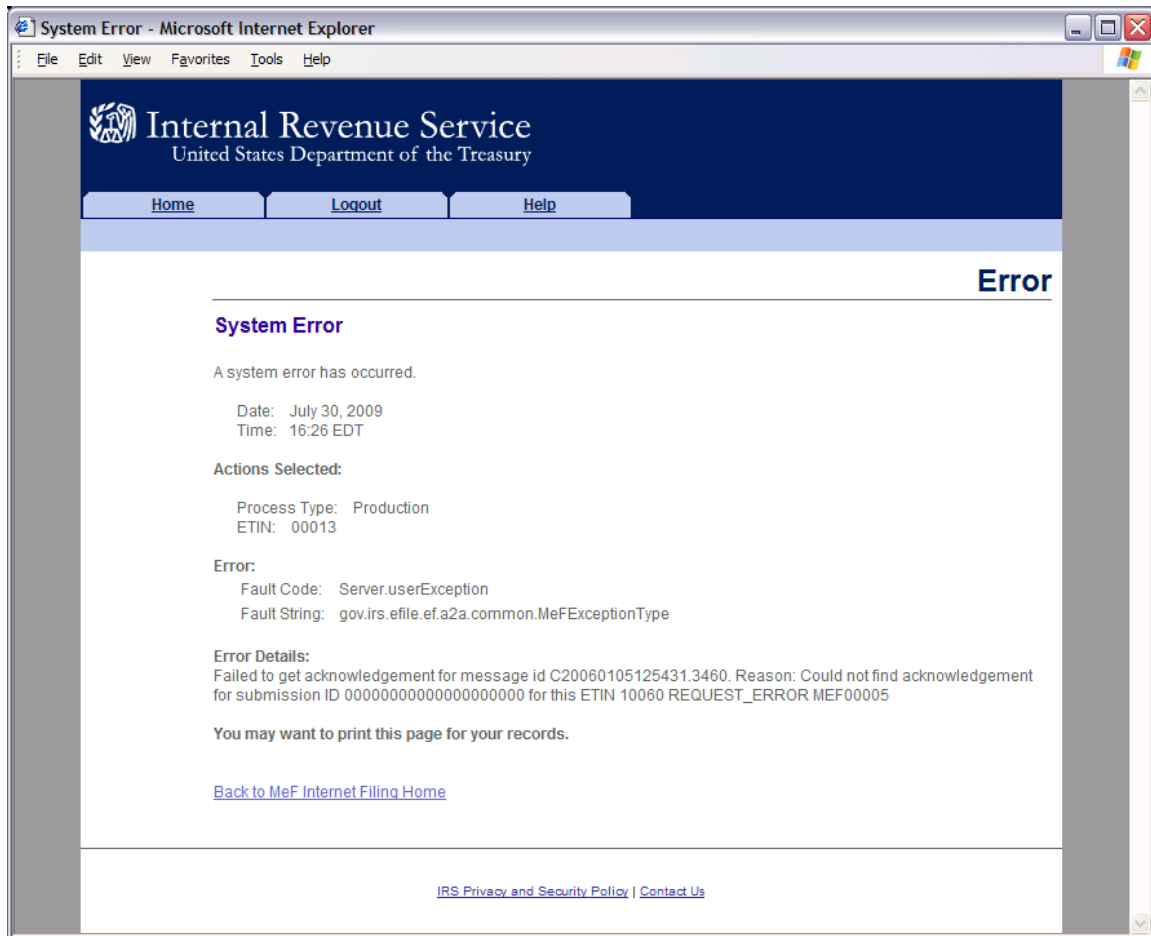 System Error - Microsoft Internet Explorer
File Edit View Favorites Tools Help
Internal Revenue Service
United States Department of the Treasury
Home Logout Help
Error
System Error
A system error has occurred.
Date: July 30, 2009
Time: 16:26 EDT
Actions Selected:
Process Type: Production
ETIN: 00013
Error:
Fault Code: Server.userException
Fault String: gov.irs.efile.ef.a2a.common.MeFExceptionType
Error Details:
Failed to get acknowledgement for message id C20060105125431.3460. Reason: Could not find acknowledgement
for submission ID 00000000000000000000 for this ETIN 10060 REQUEST_ERROR MEF00005
You may want to print this page for your records.
Back to MeF Internet Filing Home
IRS Privacy and Security Policy | Contact Us